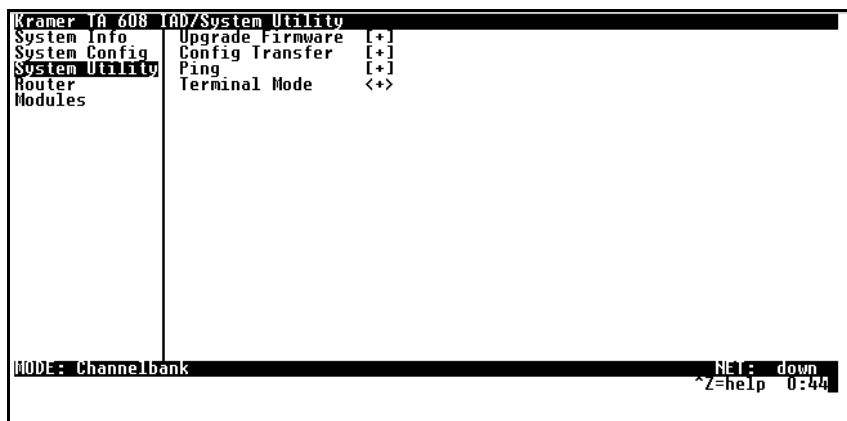 Kramer TA 608 IAD/System Utility
System Info
System Config
System Utility
Router
Modules
Upgrade Firmware [+]
Config Transfer [+]
Ping [+]
Terminal Mode <+>
MODE: Channelbank NET: down
^Z=help 0:44